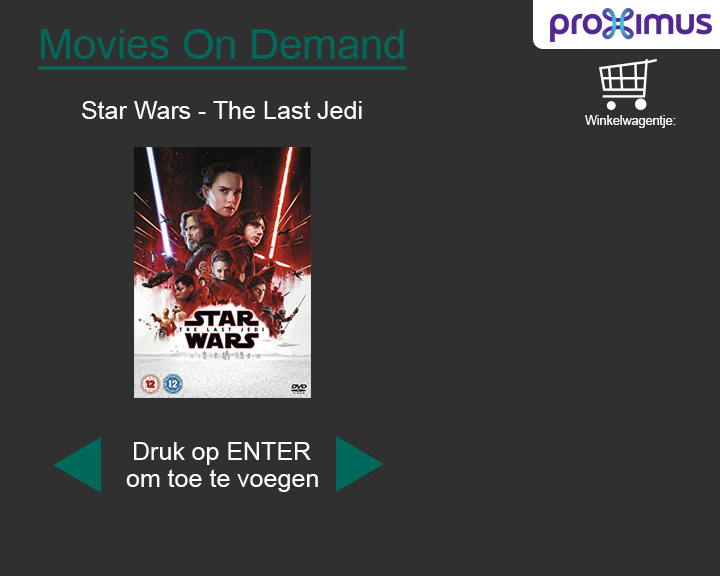 Movies On Demand
proximus
Winkelwagentje:
Star Wars - The Last Jedi
STAR
THE LAST JEDI
WARS
12
12
DVD
Druk op ENTER
om toe te voegen